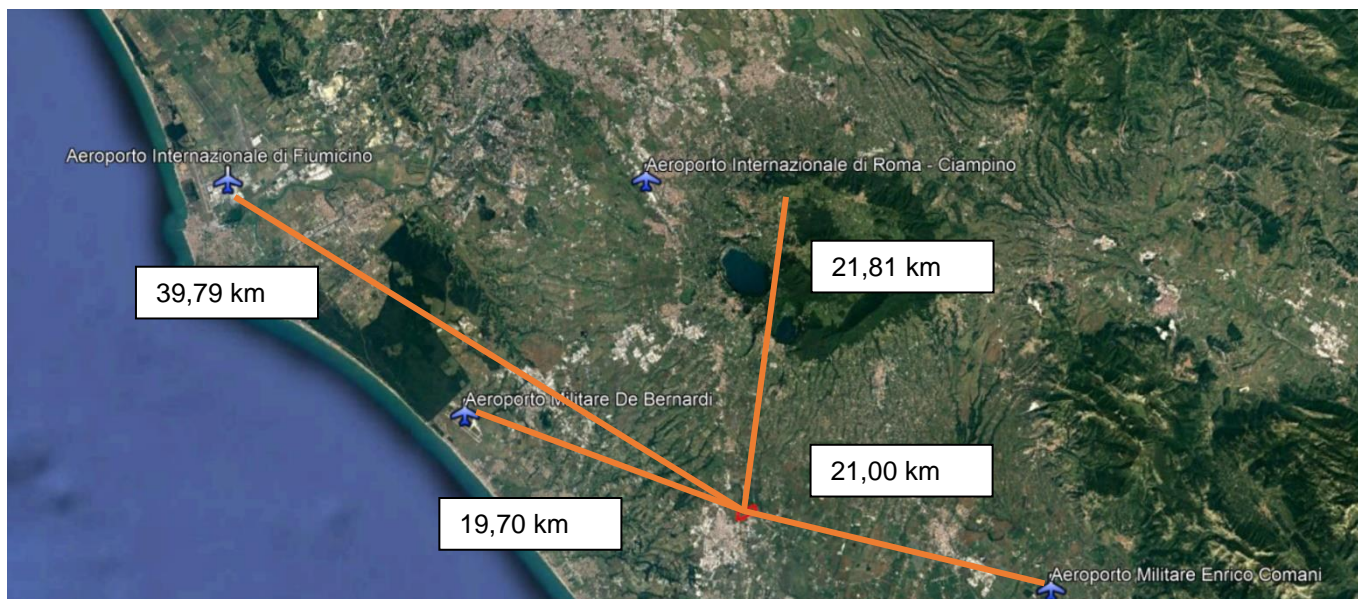 Aeroporto Internazionale di Fiumicino
Aeroporto Internazionale di Roma - Ciampino
39,79 km
21,81 km
Aeroporto Militare De Bernardi
21,00 km
19,70 km
Aeroporto Militare Enrico Comani